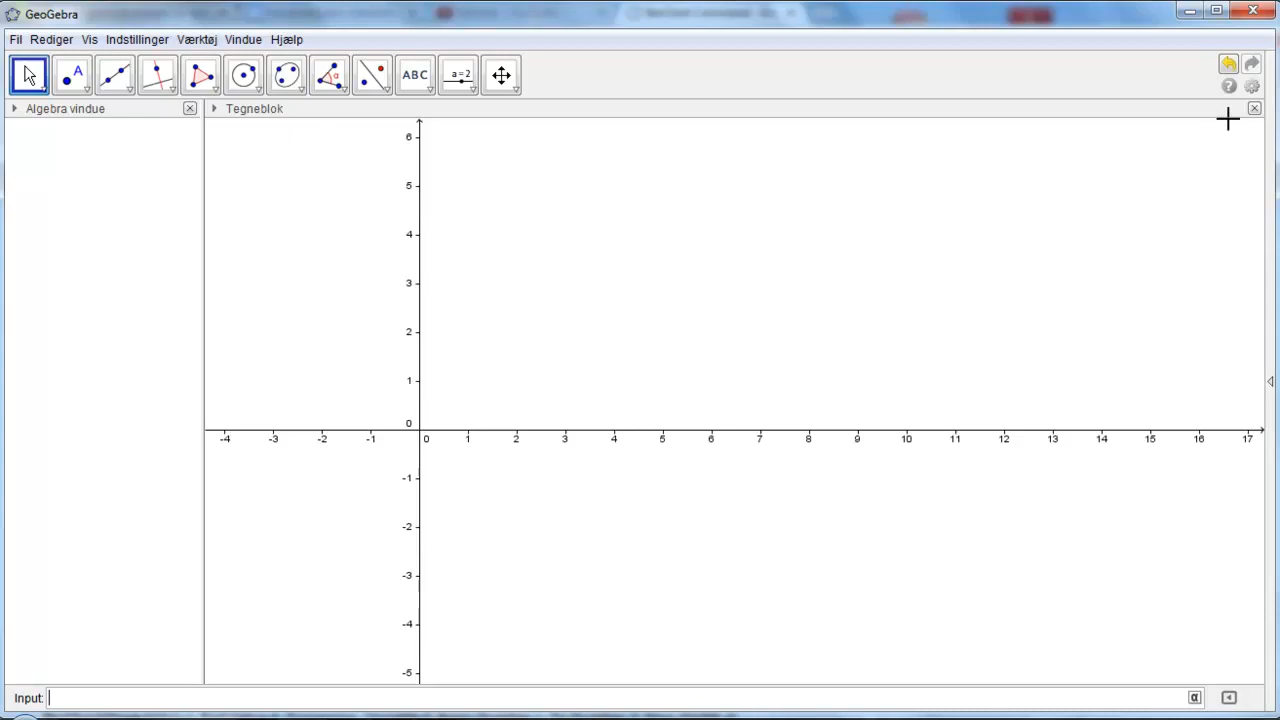 GeoGebra
Fil Rediger Vis Indstillinger Værktøj Vindue Hjælp
A α ABC a=2
Algebra vindue Tegneblok
6
5
4
3
2
1
0
-4 -3 -2 -1 0 1 2 3 4 5 6 7 8 9 10 11 12 13 14 15 16 17
-1
-2
-3
-4
-5
Input: α